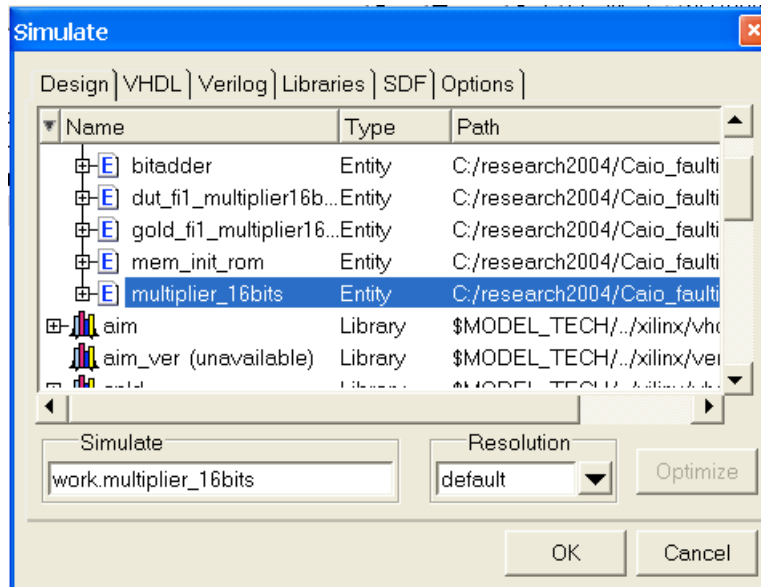 Simulate
Design VHDL Verilog Libraries SDF Options
Name Type Path
bitadder Entity C:/research2004/Caio_faulti
dut_fi1_multiplier16b... Entity C:/research2004/Caio_faulti
gold_fi1_multiplier16... Entity C:/research2004/Caio_faulti
mem_init_rom Entity C:/research2004/Caio_faulti
multiplier_16bits Entity C:/research2004/Caio_faulti
aim Library $MODEL_TECH/../xilinx/vhd
aim_ver (unavailable) Library $MODEL_TECH/../xilinx/ver
Simulate Resolution
work.multiplier_16bits default Optimize
OK Cancel